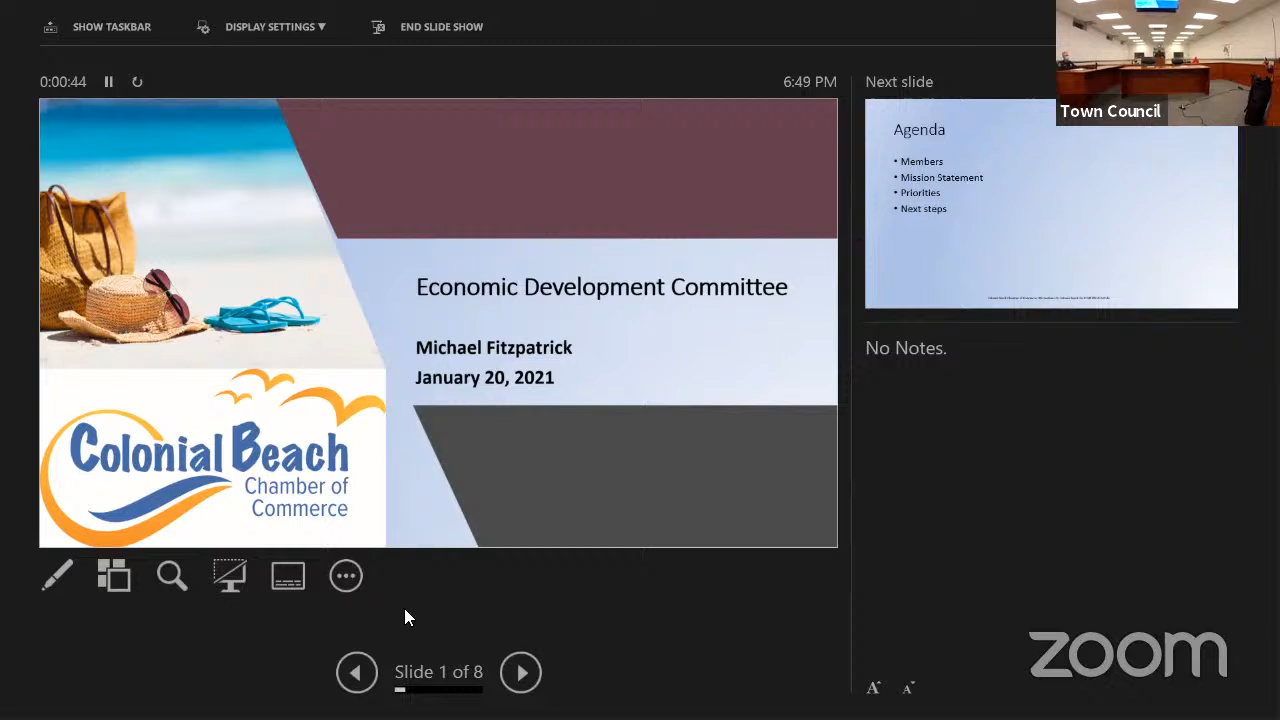 SHOW TASKBAR
DISPLAY SETTINGS ▼
END SLIDE SHOW
0:00:44
6:49 PM
Next slide
Town Council
Economic Development Committee
Michael Fitzpatrick
January 20, 2021
Colonial Beach
Chamber of
Commerce
Agenda
• Members
• Mission Statement
• Priorities
• Next steps
No Notes.
Slide 1 of 8
A A
zoom